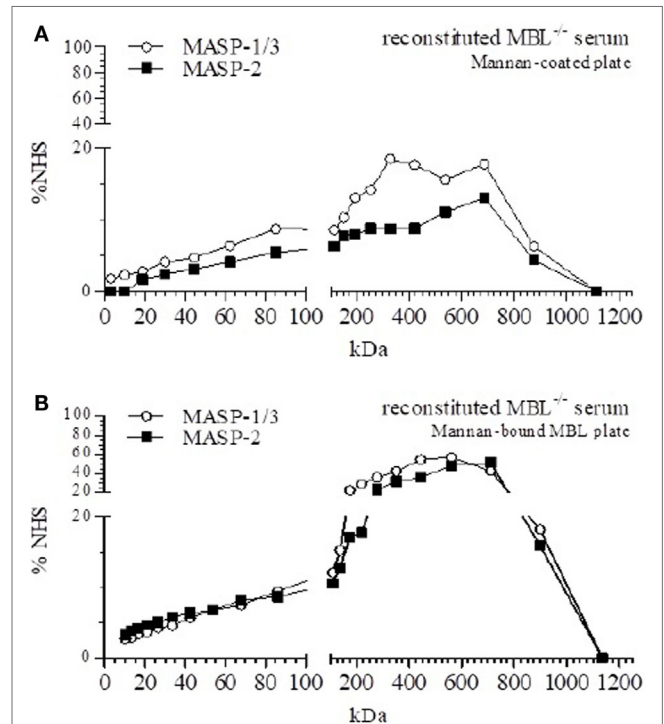 A
100
80
60
40
20
0
%NHS
MASP-1/3
MASP-2
reconstituted MBL-/- serum
Mannan-coated plate
0 20 40 60 80 100 200 400 600 800 1000 1200
kDa
B
100
80
60
40
20
20
0
% NHS
MASP-1/3
MASP-2
reconstituted MBL-/- serum
Mannan-bound MBL plate
0 20 40 60 80 100 200 400 600 800 1000 1200
kDa